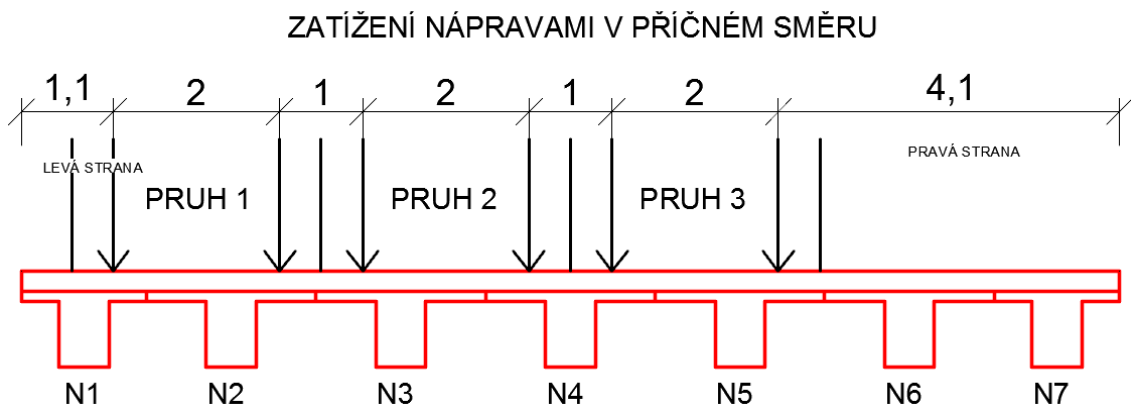 ZATÍŽENÍ NÁPRAVAMI V PŘÍČNÉM SMĚRU
1,1 2 1 2 1 2 4,1
LEVÁ STRANA PRAVÁ STRANA
PRUH 1 PRUH 2 PRUH 3
N1 N2 N3 N4 N5 N6 N7